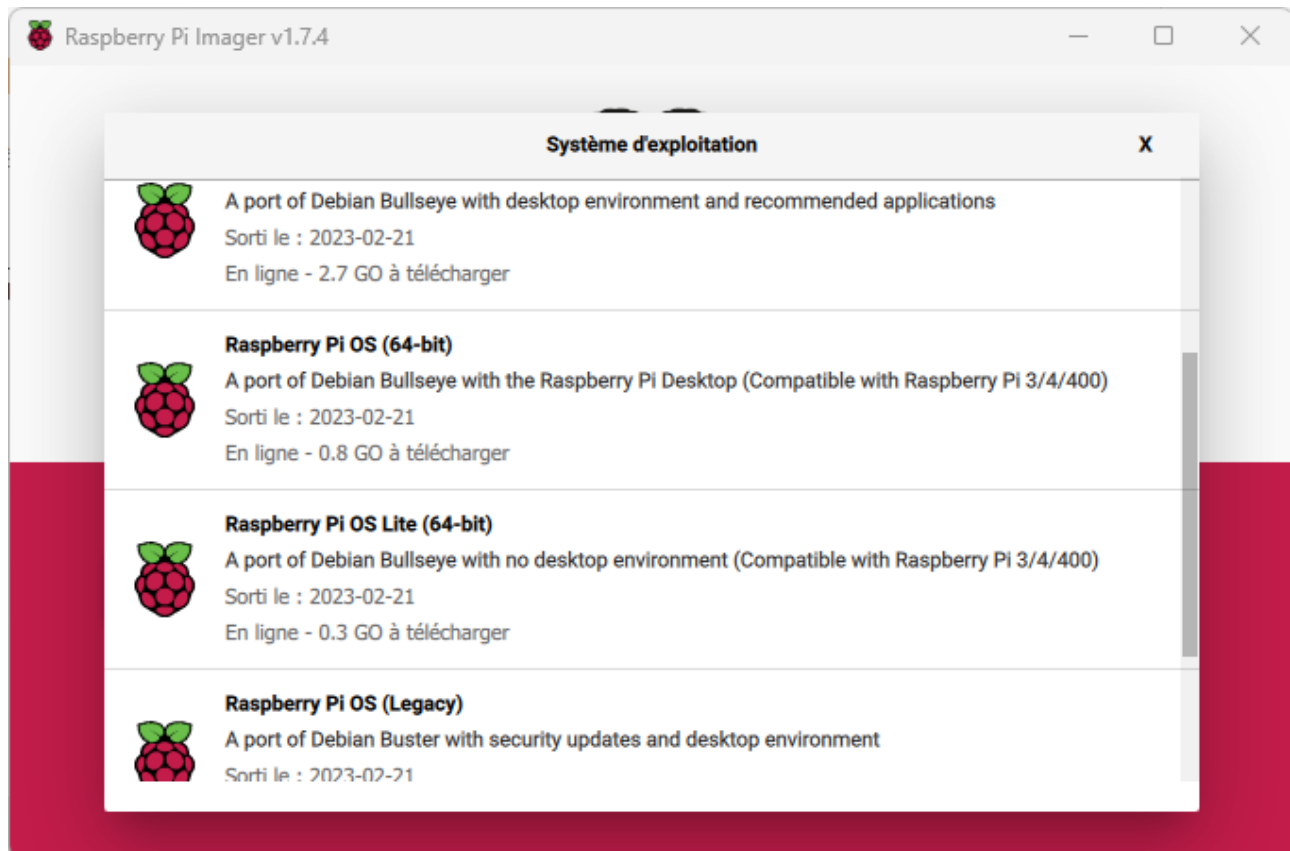 Raspberry Pi Imager v1.7.4
Système d'exploitation
X
A port of Debian Bullseye with desktop environment and recommended applications
Sorti le : 2023-02-21
En ligne - 2.7 GO à télécharger
Raspberry Pi OS (64-bit)
A port of Debian Bullseye with the Raspberry Pi Desktop (Compatible with Raspberry Pi 3/4/400)
Sorti le : 2023-02-21
En ligne - 0.8 GO à télécharger
Raspberry Pi OS Lite (64-bit)
A port of Debian Bullseye with no desktop environment (Compatible with Raspberry Pi 3/4/400)
Sorti le : 2023-02-21
En ligne - 0.3 GO à télécharger
Raspberry Pi OS (Legacy)
A port of Debian Buster with security updates and desktop environment
Sorti le : 2023-02-21